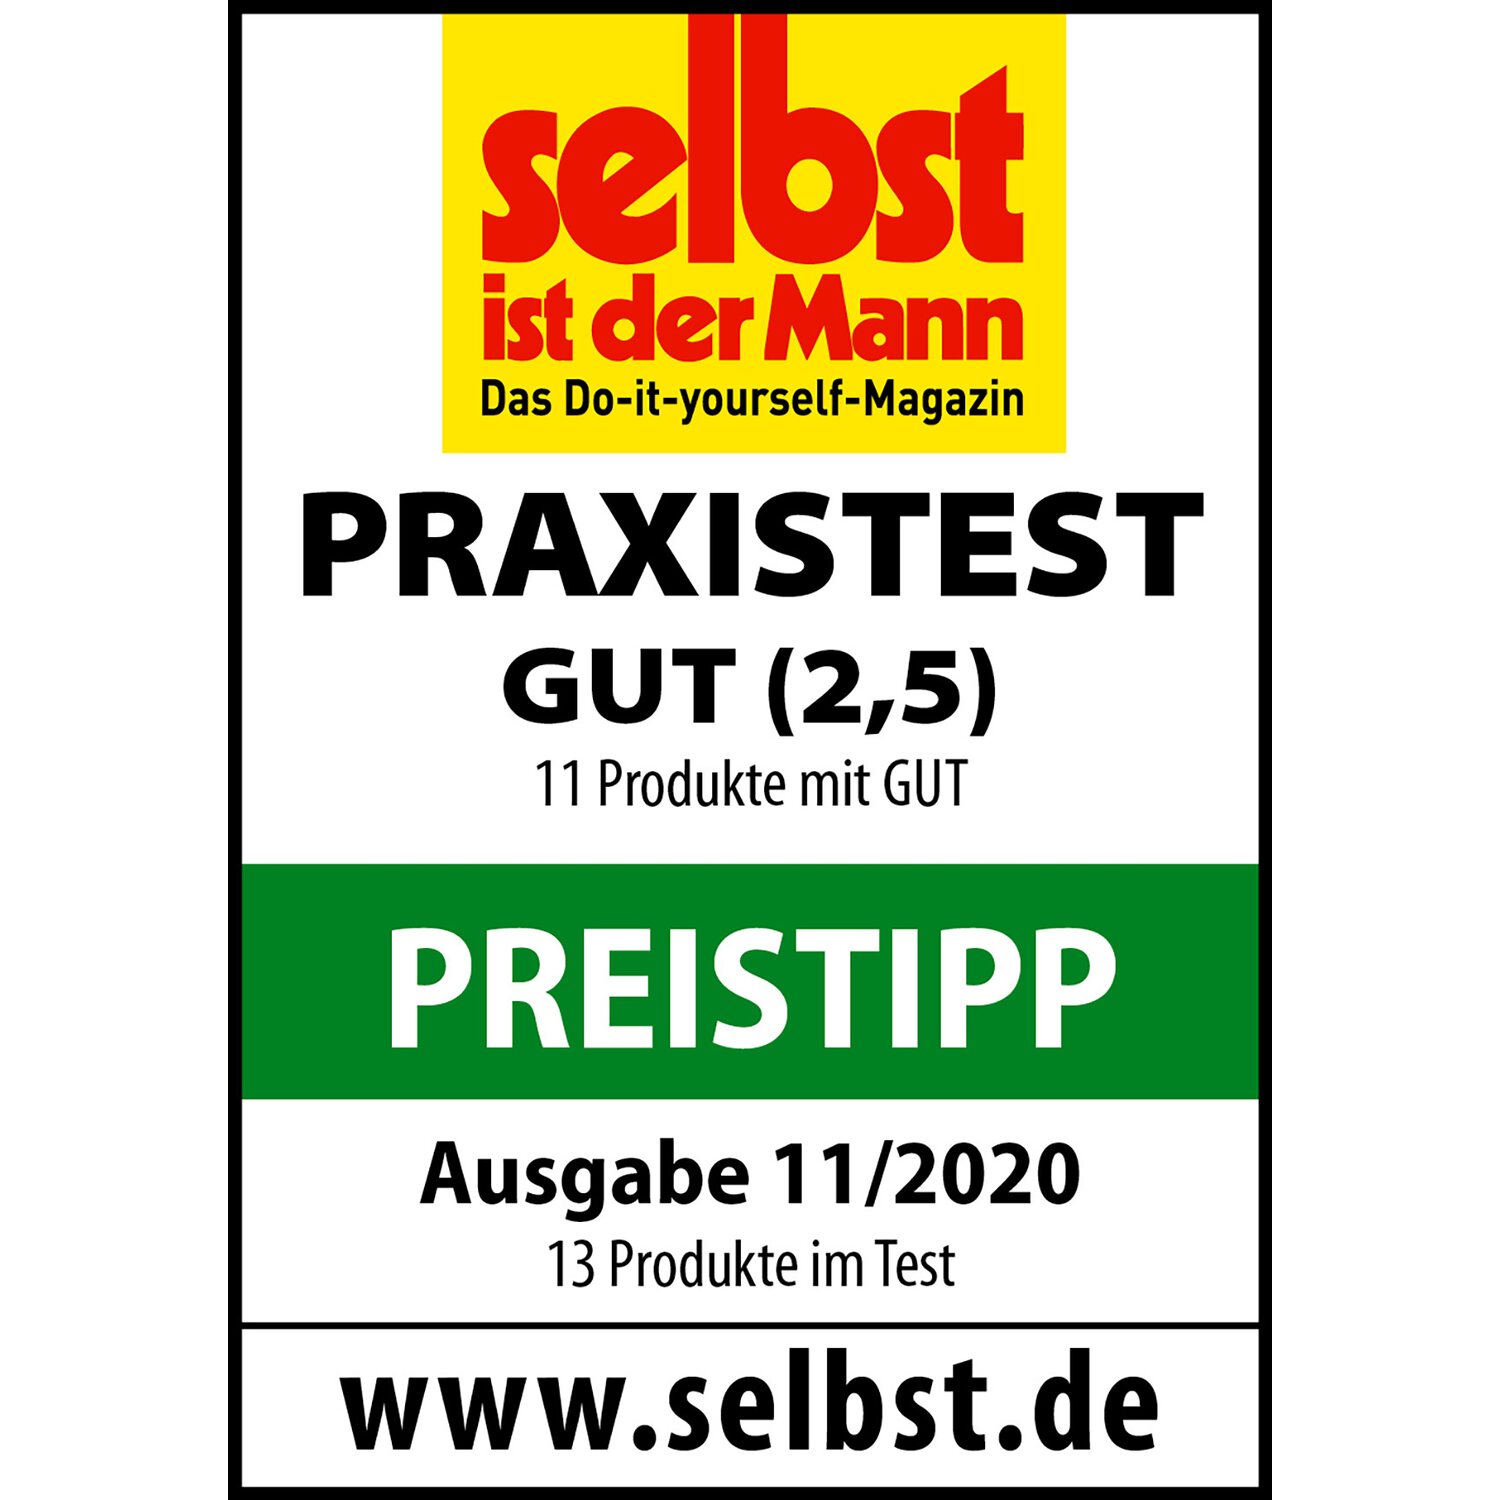 selbst
ist der Mann
Das Do-it-yourself-Magazin
PRAXISTEST
GUT (2,5)
11 Produkte mit GUT
PREISTIPP
Ausgabe 11/2020
13 Produkte im Test
www.selbst.de